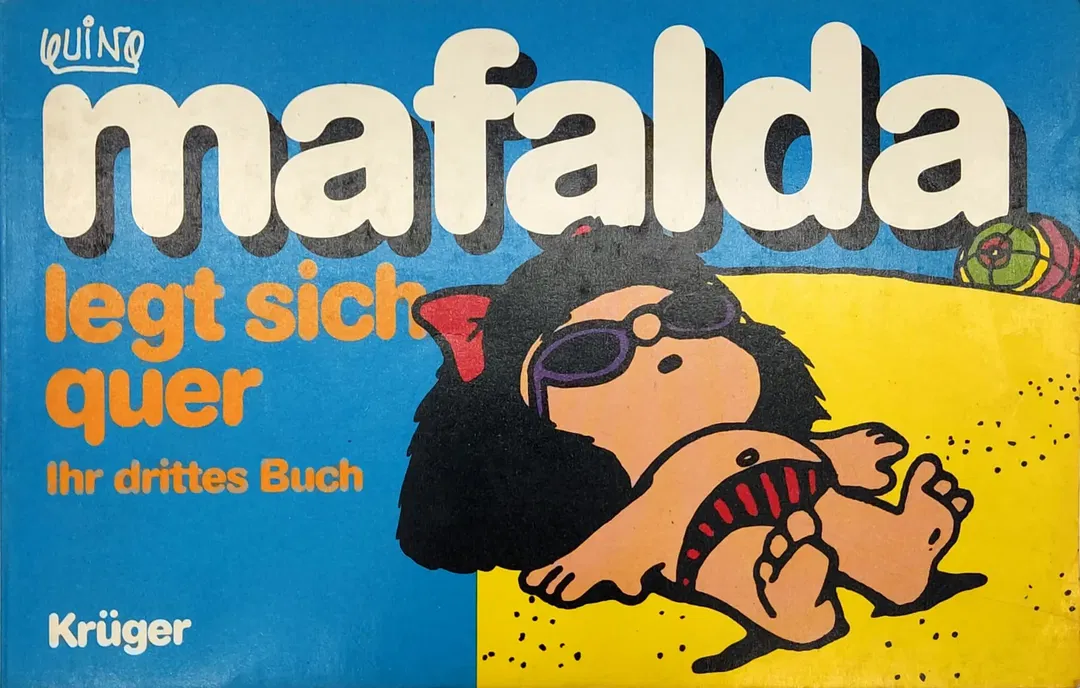 QUINO
mafalda
legt sich
quer
Ihr drittes Buch
Krüger